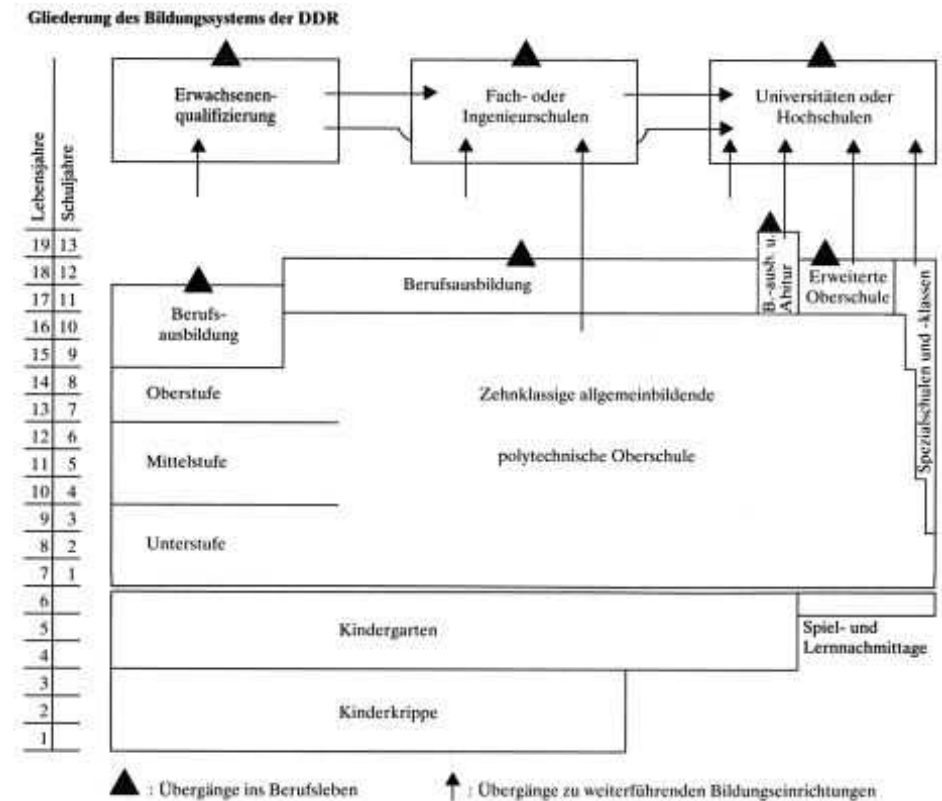 Gliederung des Bildungssystems der DDR
Erwachsenen-
qualifizierung
Fach- oder
Ingenieurschulen
Universitäten oder
Hochschulen
Lebensjahre
Schuljahre
19 13
18 12
17 11
16 10
15 9
14 8
13 7
12 6
11 5
10 4
9 3
8 2
7 1
6
5
4
3
2
1
Berufs-
ausbildung
Berufsausbildung
B.-ausb. u.
Abitur
Erweiterte
Oberschule
Spezialschulen und -klassen
Oberstufe
Mittelstufe
Unterstufe
Zehnklassige allgemeinbildende
polytechnische Oberschule
Kindergarten
Spiel- und
Lernnachmittage
Kinderkrippe
: Übergänge ins Berufsleben
: Übergänge zu weiterführenden Bildungseinrichtungen